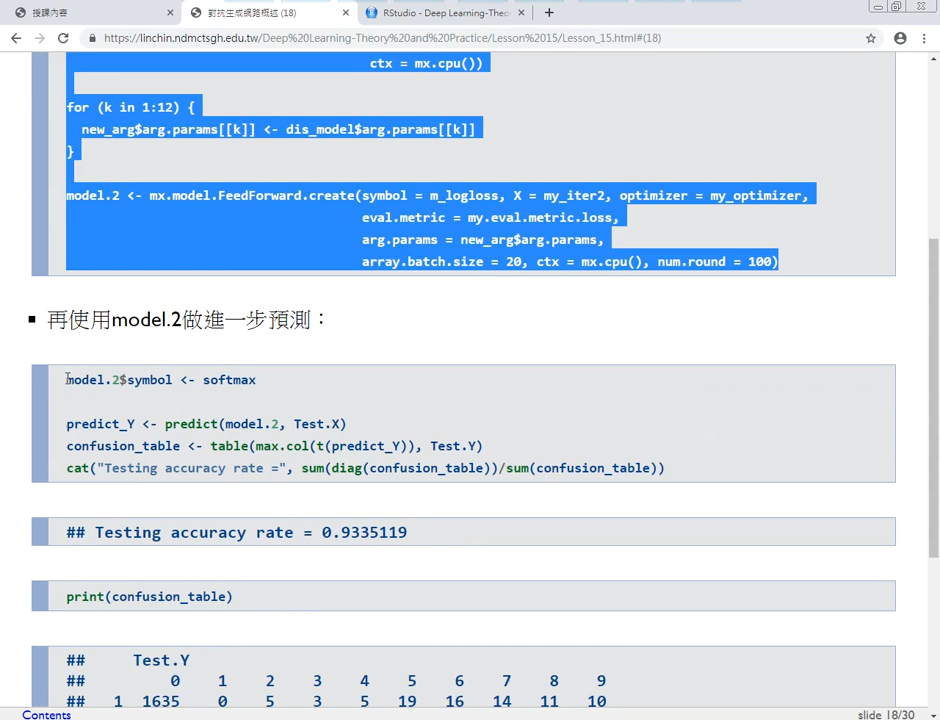 授課內容
對抗生成網路概述 (18)
RStudio - Deep Learning-Theo
https://linchin.ndmctsgh.edu.tw/Deep%20Learning-Theory%20and%20Practice/Lesson%2015/Lesson_15.html#(18)
ctx = mx.cpu())
for (k in 1:12) {
new_arg$arg.params[[k]] <- dis_model$arg.params[[k]]
}
model.2 <- mx.model.FeedForward.create(symbol = m_logloss, X = my_iter2, optimizer = my_optimizer,
eval.metric = my.eval.metric.loss,
arg.params = new_arg$arg.params,
array.batch.size = 20, ctx = mx.cpu(), num.round = 100)
▪ 再使用model.2做進一步預測：
model.2$symbol <- softmax
predict_Y <- predict(model.2, Test.X)
confusion_table <- table(max.col(t(predict_Y)), Test.Y)
cat("Testing accuracy rate =", sum(diag(confusion_table))/sum(confusion_table))
## Testing accuracy rate = 0.9335119
print(confusion_table)
## Test.Y
## 0 1 2 3 4 5 6 7 8 9
## 1 1635 0 5 3 5 19 16 14 11 10
Contents
slide 18/30